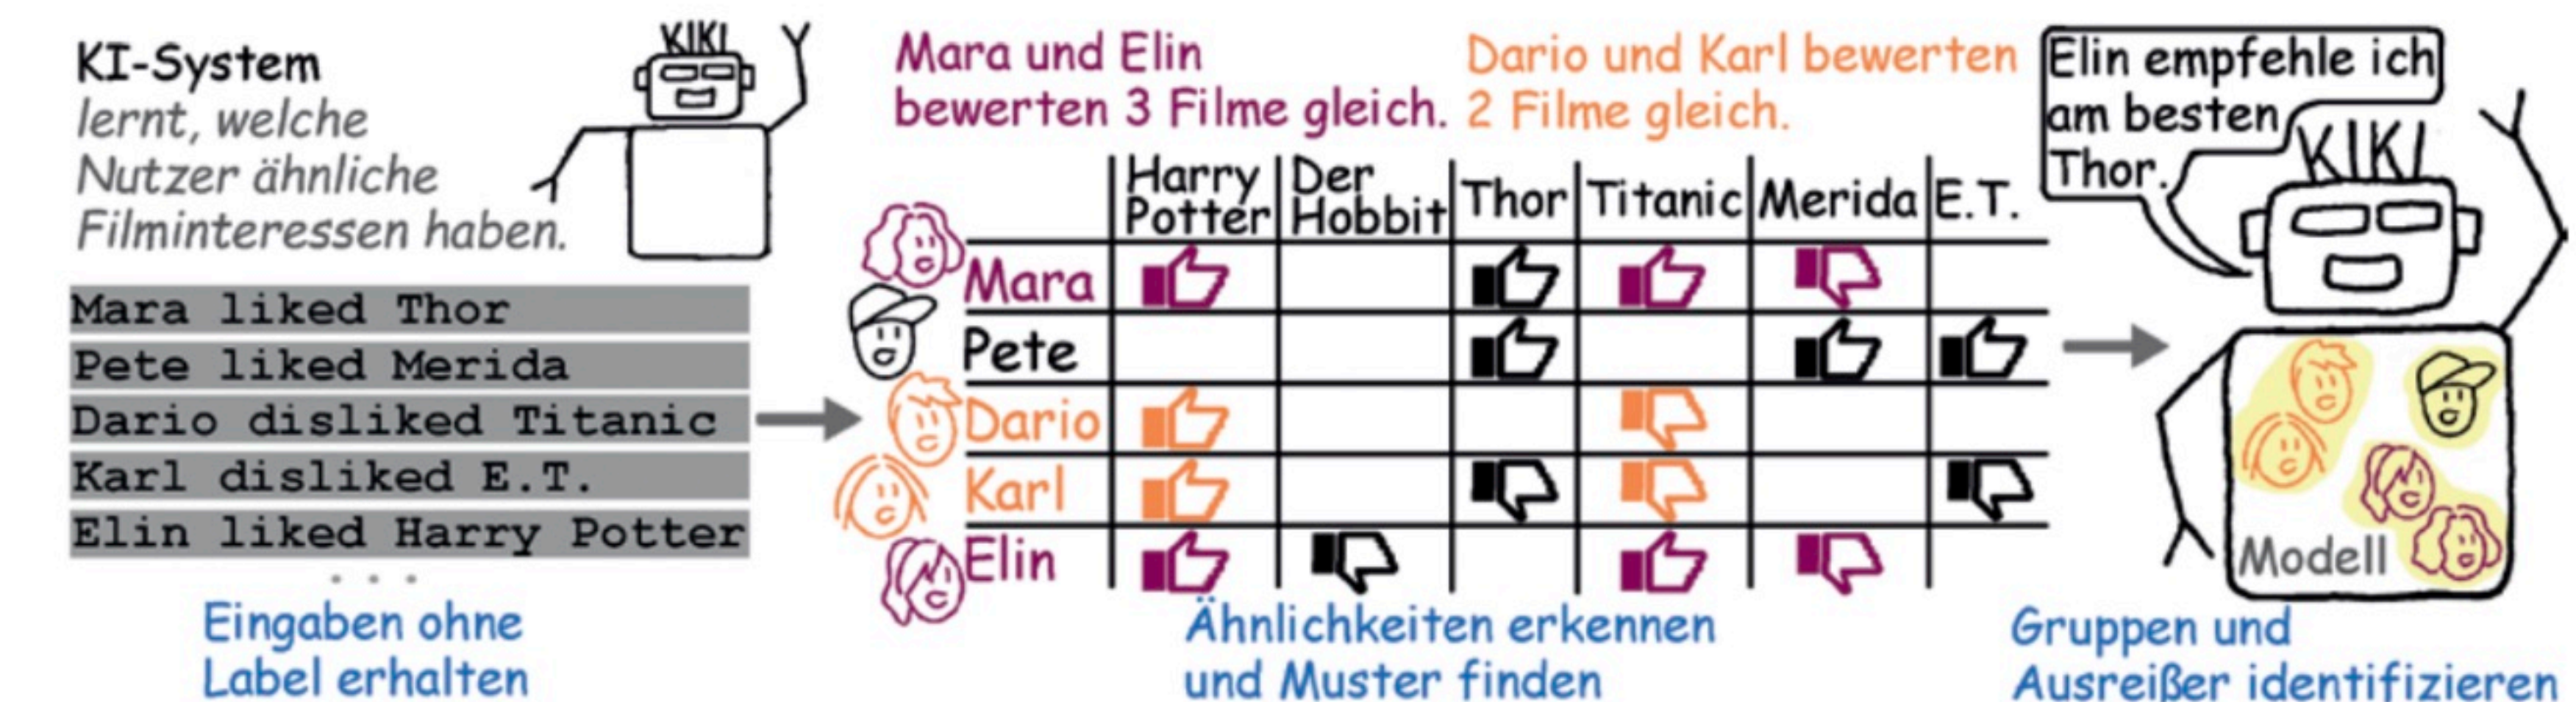 KIKI
KI-System
lernt, welche
Nutzer ähnliche
Filminteressen haben.
Mara liked Thor
Pete liked Merida
Dario disliked Titanic
Karl disliked E.T.
Elin liked Harry Potter
...
Eingaben ohne
Label erhalten
Mara und Elin
bewerten 3 Filme gleich.
Dario und Karl bewerten
2 Filme gleich.
Harry
Potter
Der
Hobbit
Thor
Titanic
Merida
E.T.
Mara
Pete
Dario
Karl
Elin
Ähnlichkeiten erkennen
und Muster finden
Elin empfehle ich
am besten
Thor.
KIKI
Modell
Gruppen und
Ausreißer identifizieren